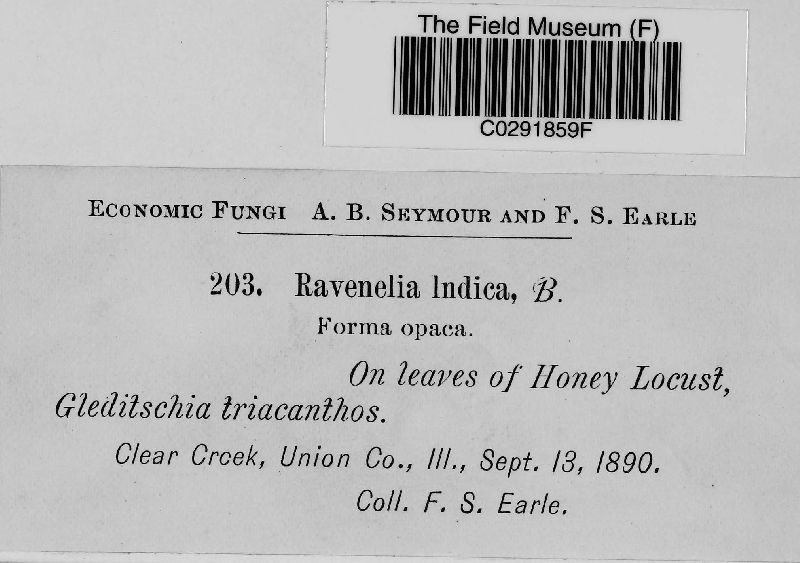 The Field Museum (F)
C0291859F
Economic Fungi A. B. Seymour and F. S. Earle
203. Ravenelia Indica, B.
Forma opaca.
On leaves of Honey Locust,
Gleditschia triacanthos.
Clear Creek, Union Co., Ill., Sept. 13, 1890.
Coll. F. S. Earle.